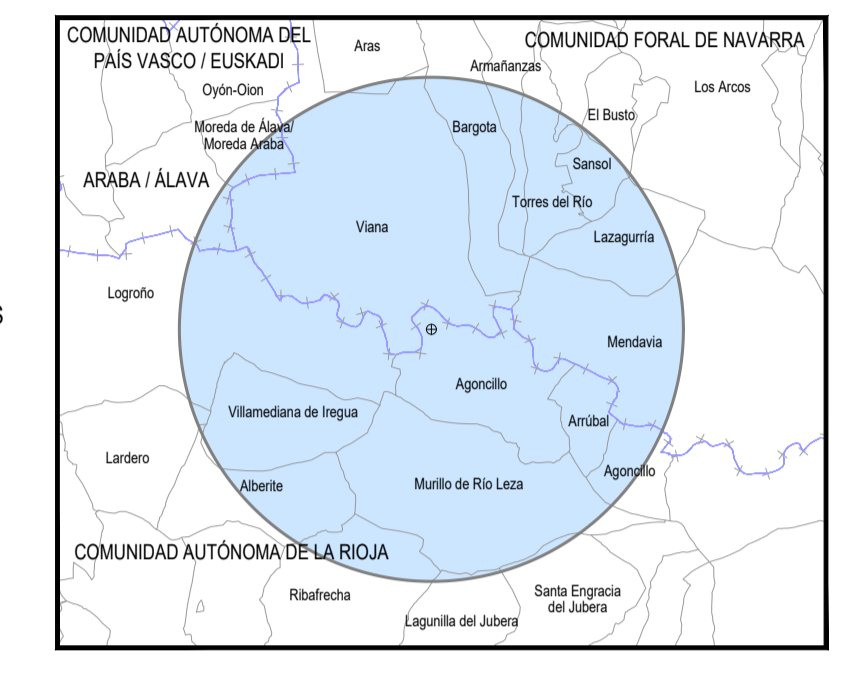 COMUNIDAD AUTÓNOMA DEL
PAÍS VASCO / EUSKADI
Aras
COMUNIDAD FORAL DE NAVARRA
Armañanzas
Oyón-Oion
Los Arcos
El Busto
Moreda de Álava/
Moreda Araba
Bargota
Sansol
ARABA / ÁLAVA
Torres del Río
Viana
Lazagurría
Logroño
S
Mendavia
Agoncillo
Villamediana de Iregua
Arrúbal
Lardero
Agoncillo
Alberite
Murillo de Río Leza
COMUNIDAD AUTÓNOMA DE LA RIOJA
Ribafrecha
Santa Engracia
del Jubera
Lagunilla del Jubera